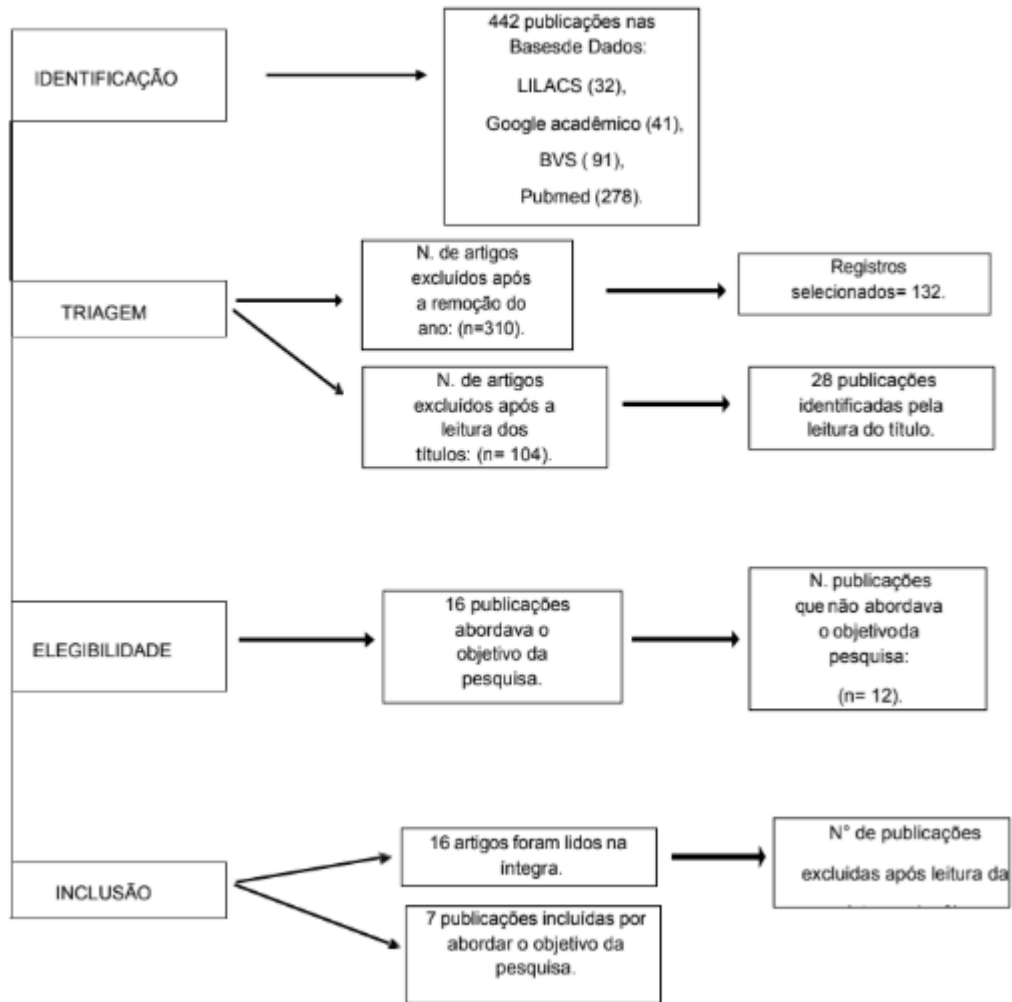 IDENTIFICAÇÃO
442 publicações nas
Basesde Dados:
LILACS (32),
Google acadêmico (41),
BVS ( 91),
Pubmed (278).
TRIAGEM
N. de artigos
excluídos após
a remoção do
ano: (n=310).
Registros
selecionados= 132.
N. de artigos
excluídos após a
leitura dos
títulos: (n= 104).
28 publicações
identificadas pela
leitura do título.
ELEGIBILIDADE
16 publicações
abordava o
objetivo da
pesquisa.
N. publicações
que não abordava
o objetivoda
pesquisa:
(n= 12).
INCLUSÃO
16 artigos foram lidos na
íntegra.
N° de publicações
excluidas após leitura da
7 publicações incluídas por
abordar o objetivo da
pesquisa.